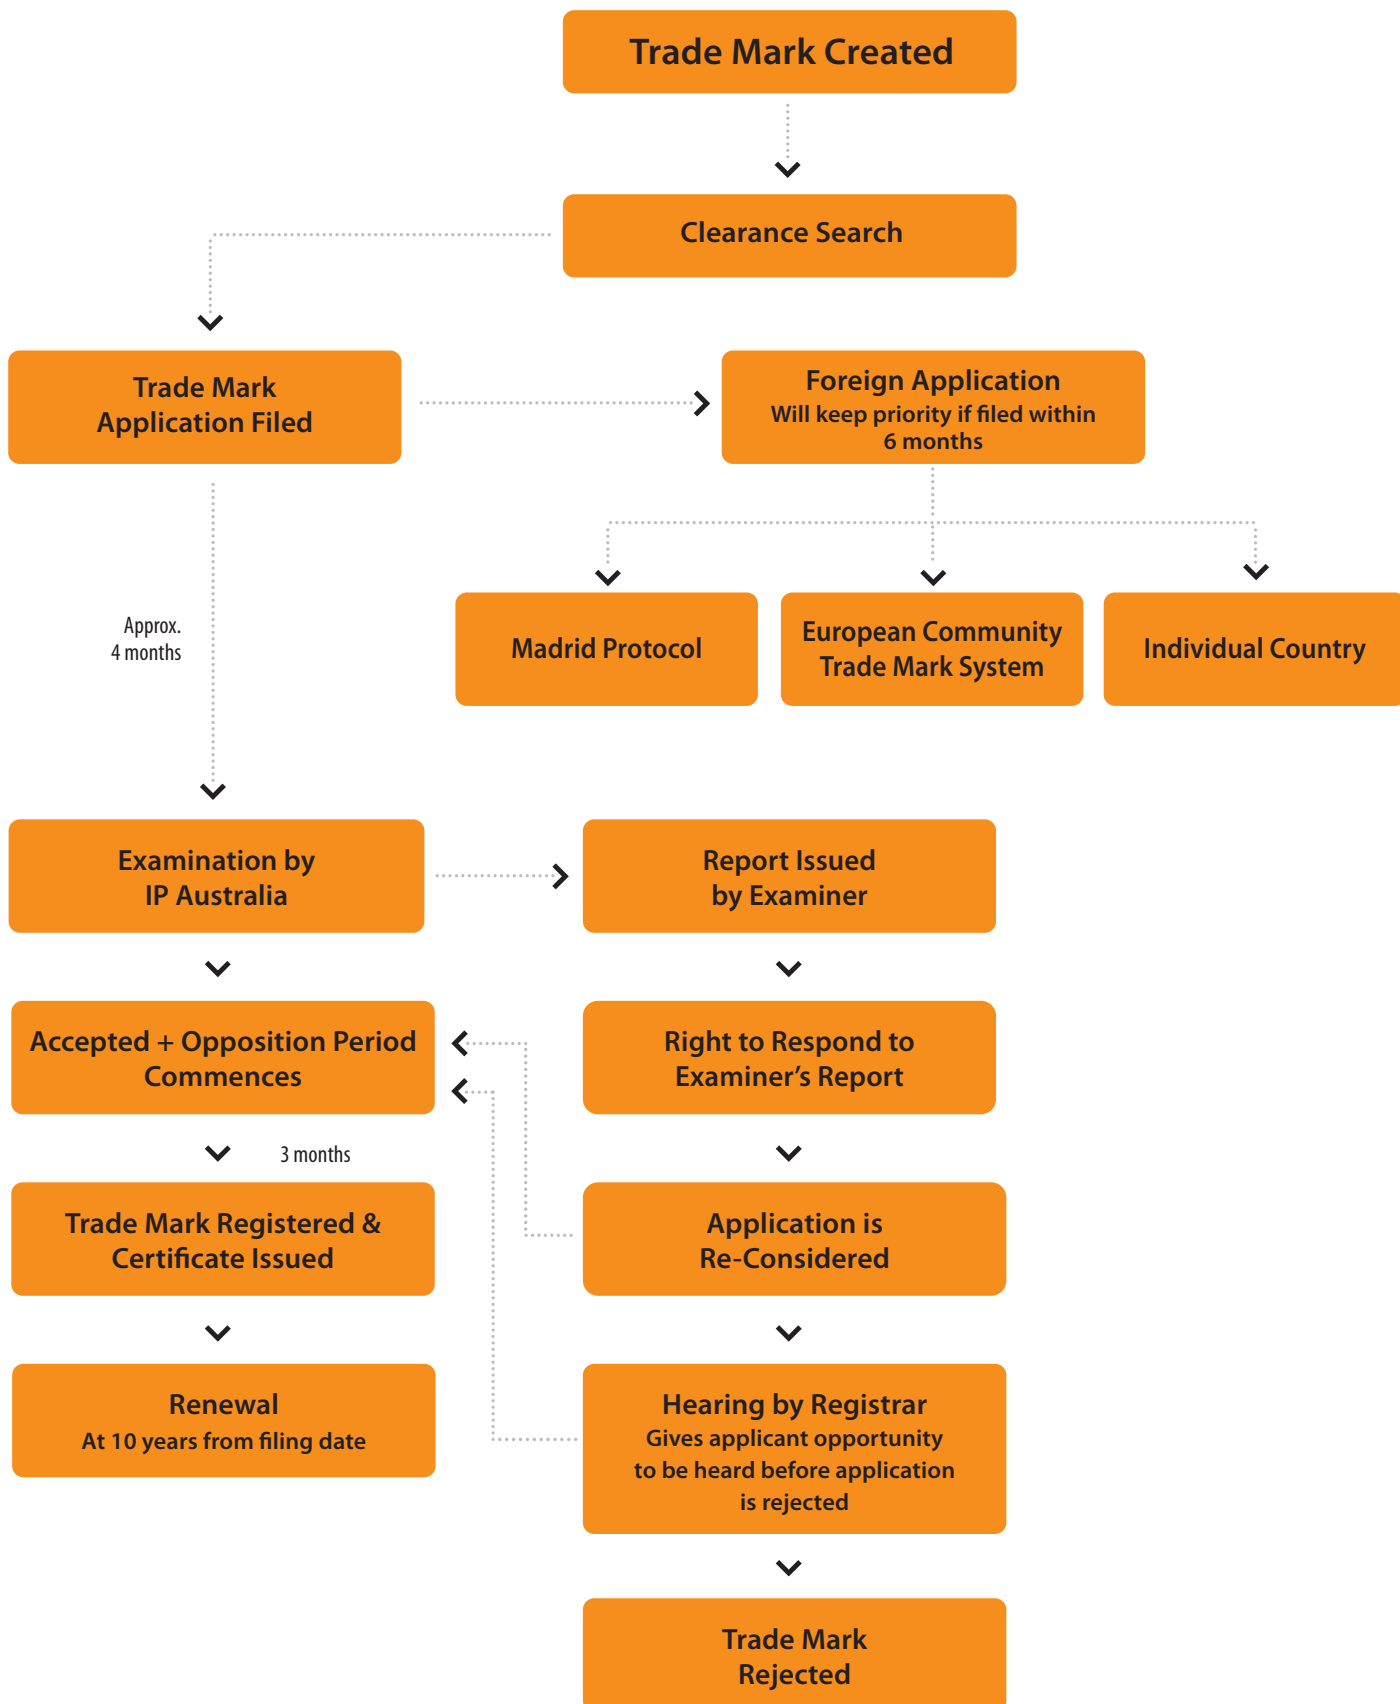 Trade Mark Created
Clearance Search
Trade Mark
Application Filed
Foreign Application
Will keep priority if filed within
6 months
Approx.
4 months
Madrid Protocol
European Community
Trade Mark System
Individual Country
Examination by
IP Australia
Report Issued
by Examiner
Accepted + Opposition Period
Commences
Right to Respond to
Examiner’s Report
3 months
Trade Mark Registered &
Certificate Issued
Application is
Re-Considered
Renewal
At 10 years from filing date
Hearing by Registrar
Gives applicant opportunity
to be heard before application
is rejected
Trade Mark
Rejected